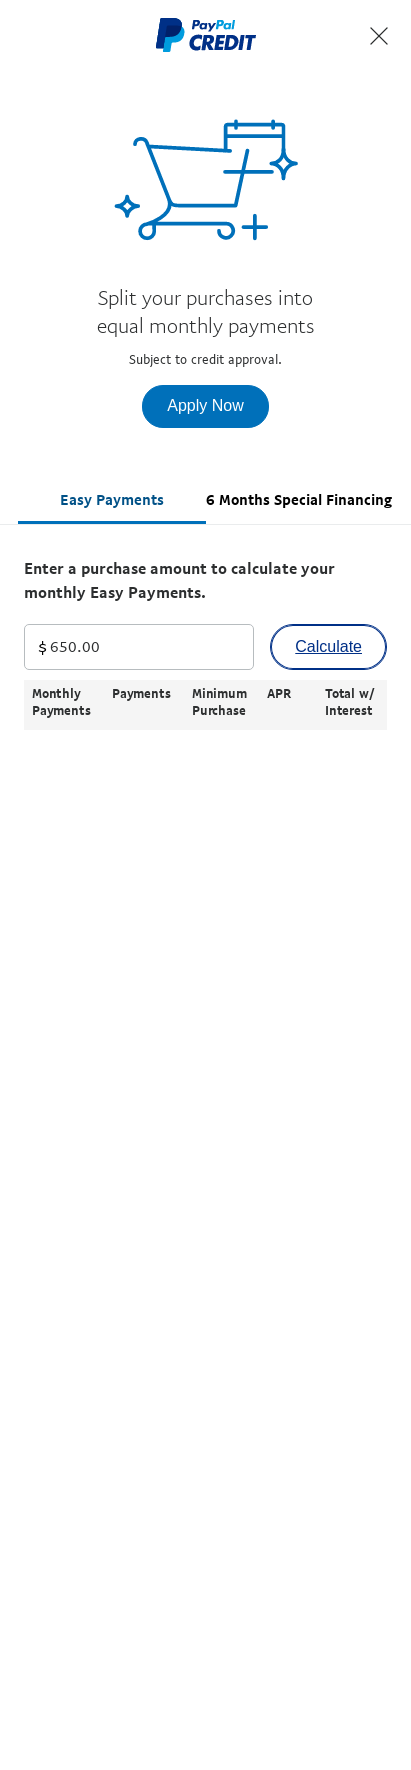 PayPal
CREDIT
Split your purchases into
equal monthly payments
Subject to credit approval.
Apply Now
Easy Payments
6 Months Special Financing
Enter a purchase amount to calculate your
monthly Easy Payments.
$ 650.00
Calculate
Monthly Payments
Payments
Minimum Purchase
APR
Total w/ Interest